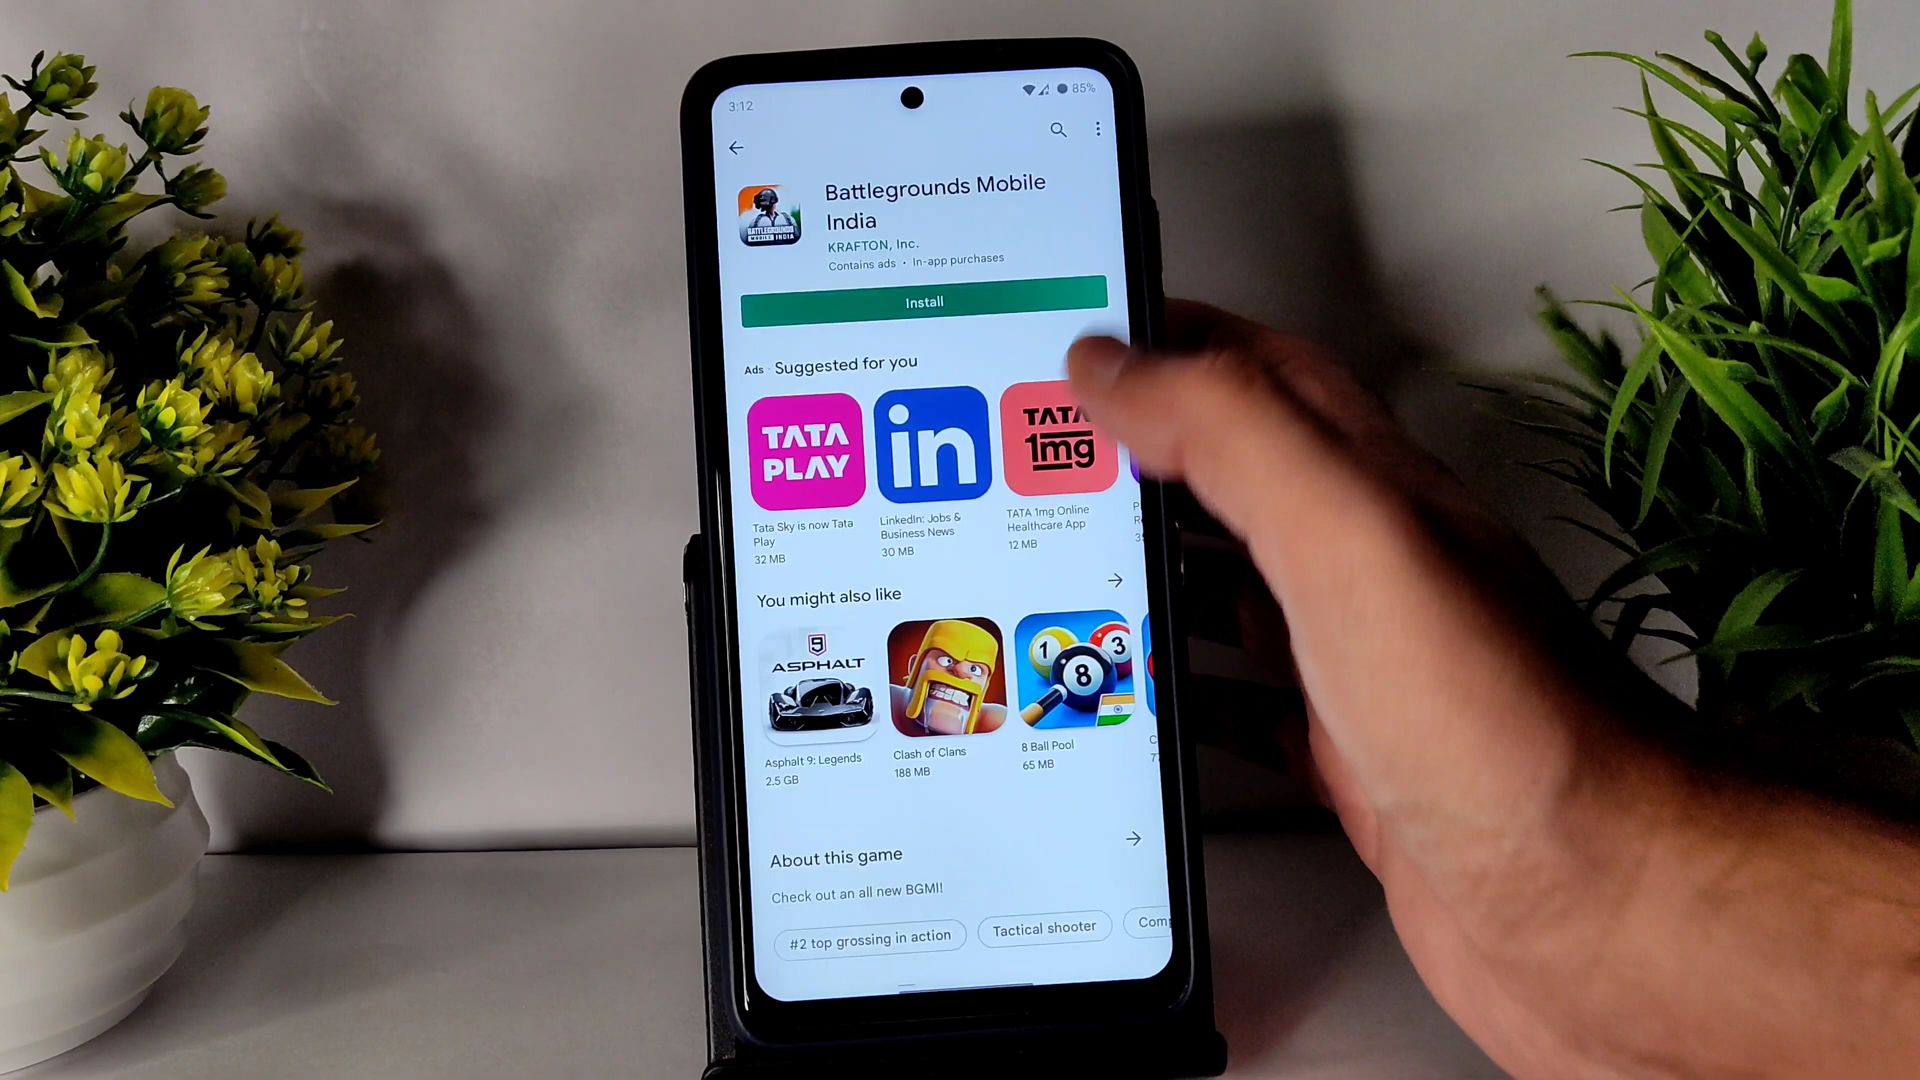 3:12
85%
Battlegrounds Mobile
India
KRAFTON, Inc.
Contains ads • In-app purchases
BATTLEGROUNDS
MOBILE INDIA
Install
Ads · Suggested for you
TATA
PLAY
in
TATA
1mg
Tata Sky is now Tata
Play
32 MB
LinkedIn: Jobs &
Business News
30 MB
TATA 1mg Online
Healthcare App
12 MB
You might also like
9
ASPHALT
1
3
8
Asphalt 9: Legends
2.5 GB
Clash of Clans
188 MB
8 Ball Pool
65 MB
About this game
Check out an all new BGMI!
#2 top grossing in action
Tactical shooter